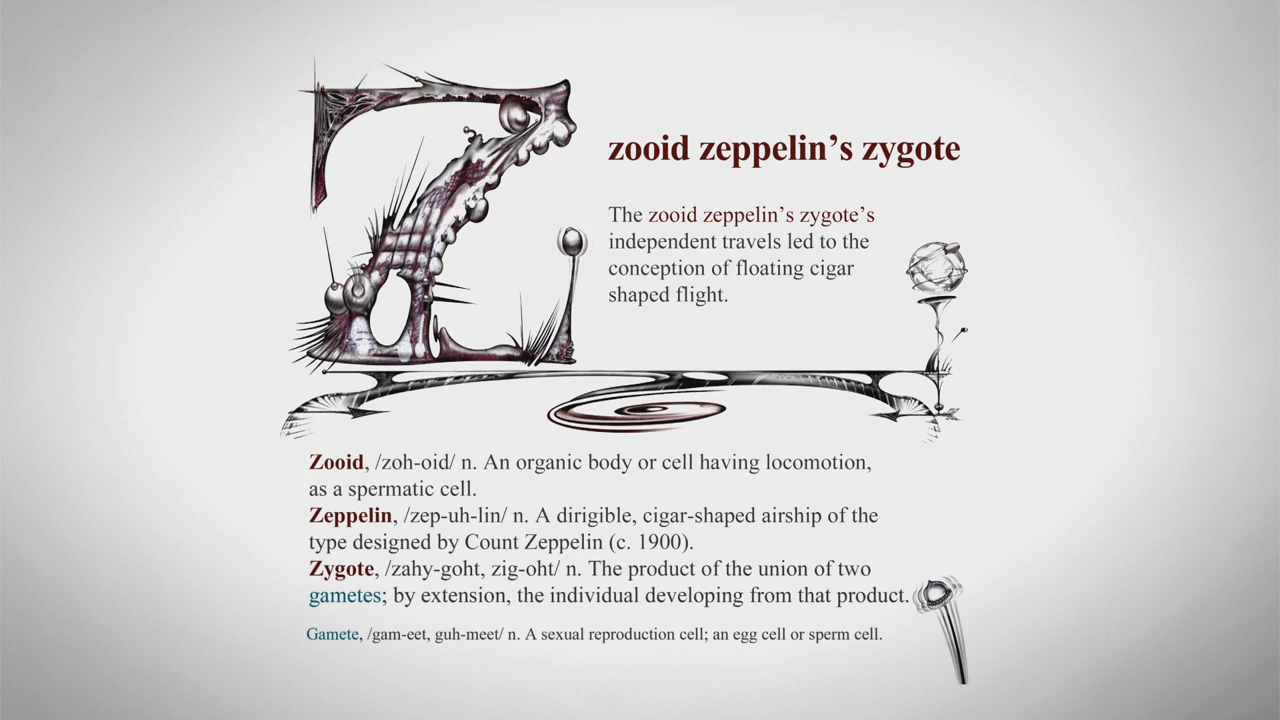 zooid zeppelin’s zygote
The zooid zeppelin’s zygote’s
independent travels led to the
conception of floating cigar
shaped flight.
Zooid, /zoh-oid/ n. An organic body or cell having locomotion,
as a spermatic cell.
Zeppelin, /zep-uh-lin/ n. A dirigible, cigar-shaped airship of the
type designed by Count Zeppelin (c. 1900).
Zygote, /zahy-goht, zig-oht/ n. The product of the union of two
gametes; by extension, the individual developing from that product.
Gamete, /gam-eet, guh-meet/ n. A sexual reproduction cell; an egg cell or sperm cell.